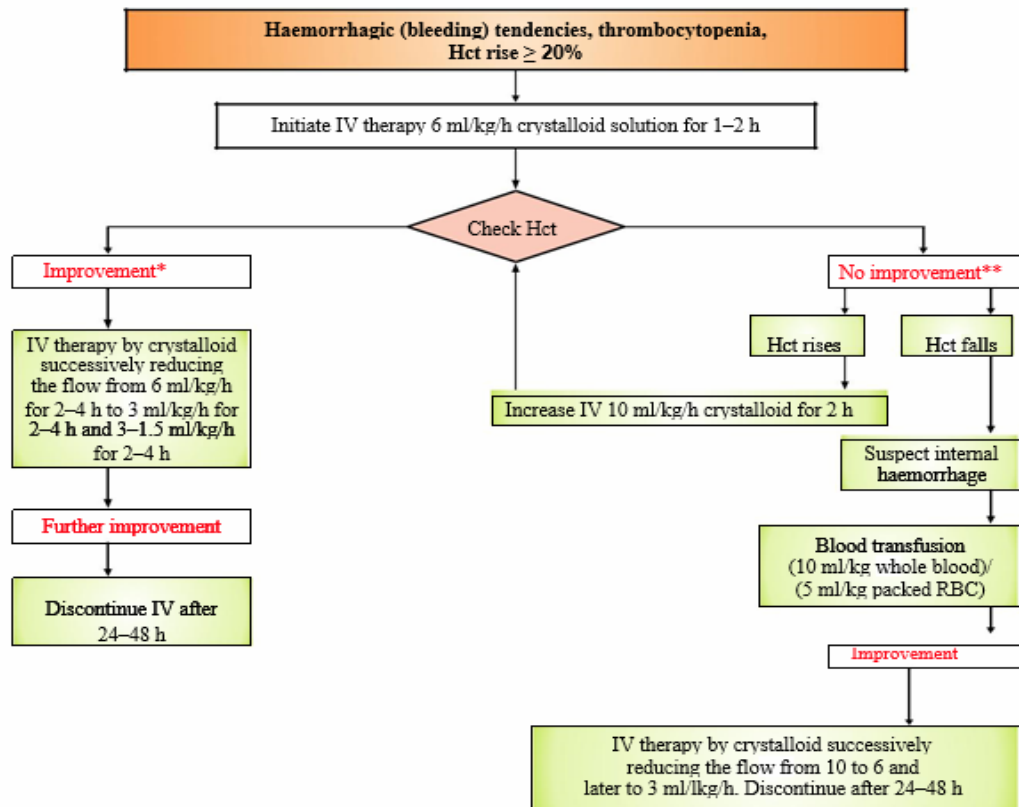 Haemorrhagic (bleeding) tendencies, thrombocytopenia,
Hct rise ≥ 20%
Initiate IV therapy 6 ml/kg/h crystalloid solution for 1–2 h
Check Hct
Improvement*
No improvement**
IV therapy by crystalloid
successively reducing
the flow from 6 ml/kg/h
for 2–4 h to 3 ml/kg/h for
2–4 h and 3–1.5 ml/kg/h
for 2–4 h
Hct rises
Hct falls
Increase IV 10 ml/kg/h crystalloid for 2 h
Suspect internal
haemorrhage
Further improvement
Blood transfusion
(10 ml/kg whole blood)/
(5 ml/kg packed RBC)
Discontinue IV after
24–48 h
Improvement
IV therapy by crystalloid successively
reducing the flow from 10 to 6 and
later to 3 ml/lkg/h. Discontinue after 24–48 h